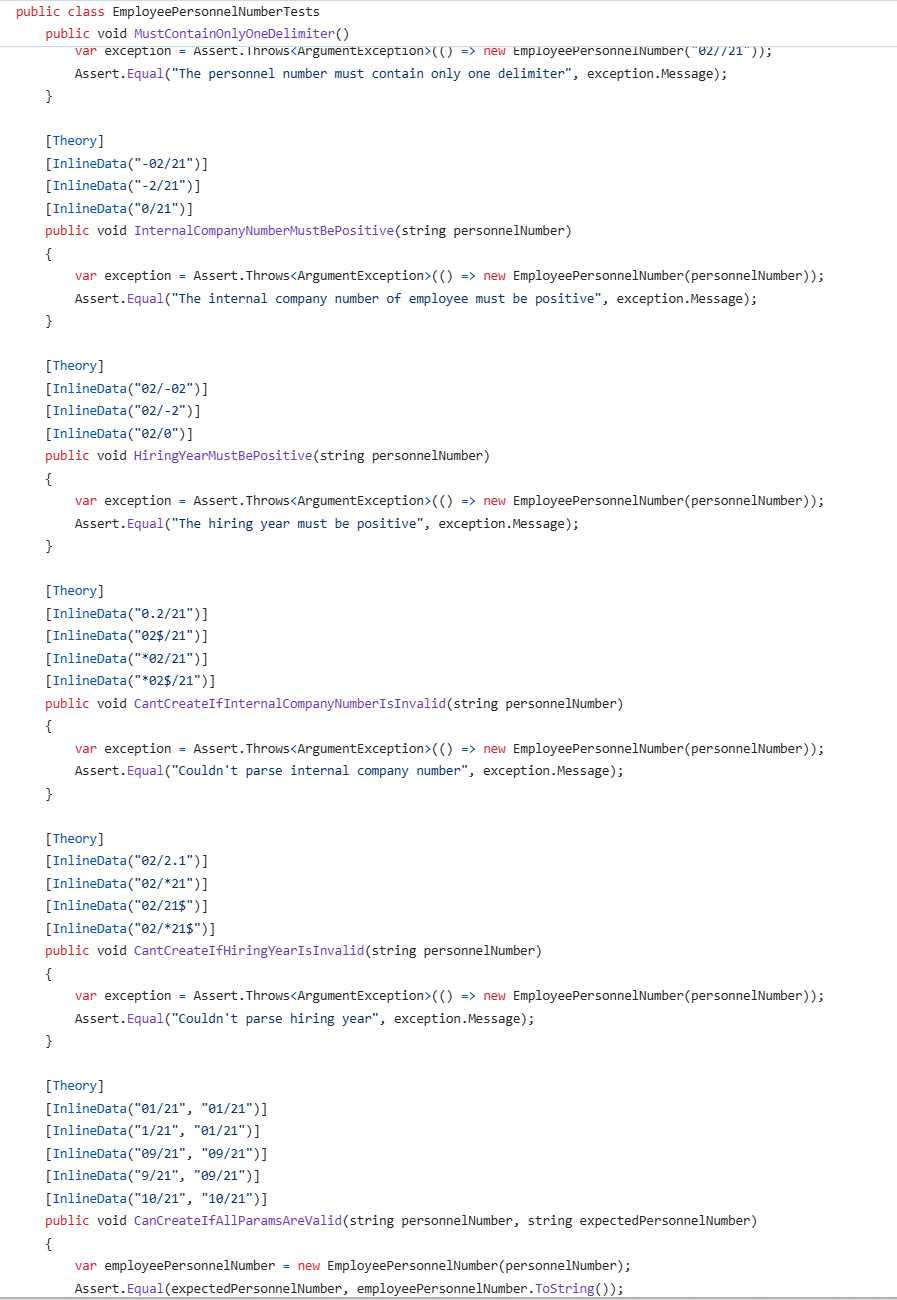 public class EmployeePersonnelNumberTests
public void MustContainOnlyOneDelimiter()
var exception = Assert.Throws<ArgumentException>(() => new EmployeePersonnelNumber("02//21"));
Assert.Equal("The personnel number must contain only one delimiter", exception.Message);
}
[Theory]
[InlineData("-02/21")]
[InlineData("-2/21")]
[InlineData("0/21")]
public void InternalCompanyNumberMustBePositive(string personnelNumber)
{
var exception = Assert.Throws<ArgumentException>(() => new EmployeePersonnelNumber(personnelNumber));
Assert.Equal("The internal company number of employee must be positive", exception.Message);
}
[Theory]
[InlineData("02/-02")]
[InlineData("02/-2")]
[InlineData("02/0")]
public void HiringYearMustBePositive(string personnelNumber)
{
var exception = Assert.Throws<ArgumentException>(() => new EmployeePersonnelNumber(personnelNumber));
Assert.Equal("The hiring year must be positive", exception.Message);
}
[Theory]
[InlineData("0.2/21")]
[InlineData("02$/21")]
[InlineData("*02/21")]
[InlineData("*02$/21")]
public void CantCreateIfInternalCompanyNumberIsInvalid(string personnelNumber)
{
var exception = Assert.Throws<ArgumentException>(() => new EmployeePersonnelNumber(personnelNumber));
Assert.Equal("Couldn't parse internal company number", exception.Message);
}
[Theory]
[InlineData("02/2.1")]
[InlineData("02/*21")]
[InlineData("02/21$")]
[InlineData("02/*21$")]
public void CantCreateIfHiringYearIsInvalid(string personnelNumber)
{
var exception = Assert.Throws<ArgumentException>(() => new EmployeePersonnelNumber(personnelNumber));
Assert.Equal("Couldn't parse hiring year", exception.Message);
}
[Theory]
[InlineData("01/21", "01/21")]
[InlineData("1/21", "01/21")]
[InlineData("09/21", "09/21")]
[InlineData("9/21", "09/21")]
[InlineData("10/21", "10/21")]
public void CanCreateIfAllParamsAreValid(string personnelNumber, string expectedPersonnelNumber)
{
var employeePersonnelNumber = new EmployeePersonnelNumber(personnelNumber);
Assert.Equal(expectedPersonnelNumber, employeePersonnelNumber.ToString());